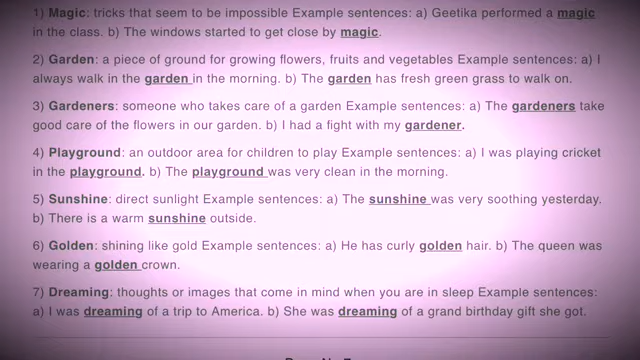 1) Magic: tricks that seem to be impossible Example sentences: a) Geetika performed a magic
in the class. b) The windows started to get close by magic.
2) Garden: a piece of ground for growing flowers, fruits and vegetables Example sentences: a) I
always walk in the garden in the morning. b) The garden has fresh green grass to walk on.
3) Gardeners: someone who takes care of a garden Example sentences: a) The gardeners take
good care of the flowers in our garden. b) I had a fight with my gardener.
4) Playground: an outdoor area for children to play Example sentences: a) I was playing cricket
in the playground. b) The playground was very clean in the morning.
5) Sunshine: direct sunlight Example sentences: a) The sunshine was very soothing yesterday.
b) There is a warm sunshine outside.
6) Golden: shining like gold Example sentences: a) He has curly golden hair. b) The queen was
wearing a golden crown.
7) Dreaming: thoughts or images that come in mind when you are in sleep Example sentences:
a) I was dreaming of a trip to America. b) She was dreaming of a grand birthday gift she got.